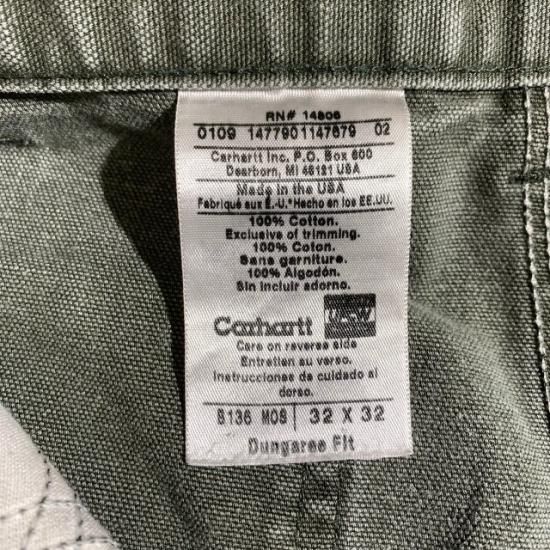 RN# 14806
0109 1477901147679 02
Carhartt Inc. P.O. Box 600
Dearborn, MI 48121 USA
Made in the USA
Fabriqué aux É.-U.*Hecho en los EE.UU.
100% Cotton.
Exclusive of trimming.
100% Coton.
Sans garniture.
100% Algodón.
Sin incluir adorno.
Carhartt
Care on reverse side
Entretien au verso.
Instrucciones de cuidado al
dorso.
B136 MOS 32 X 32
Dungaree Fit